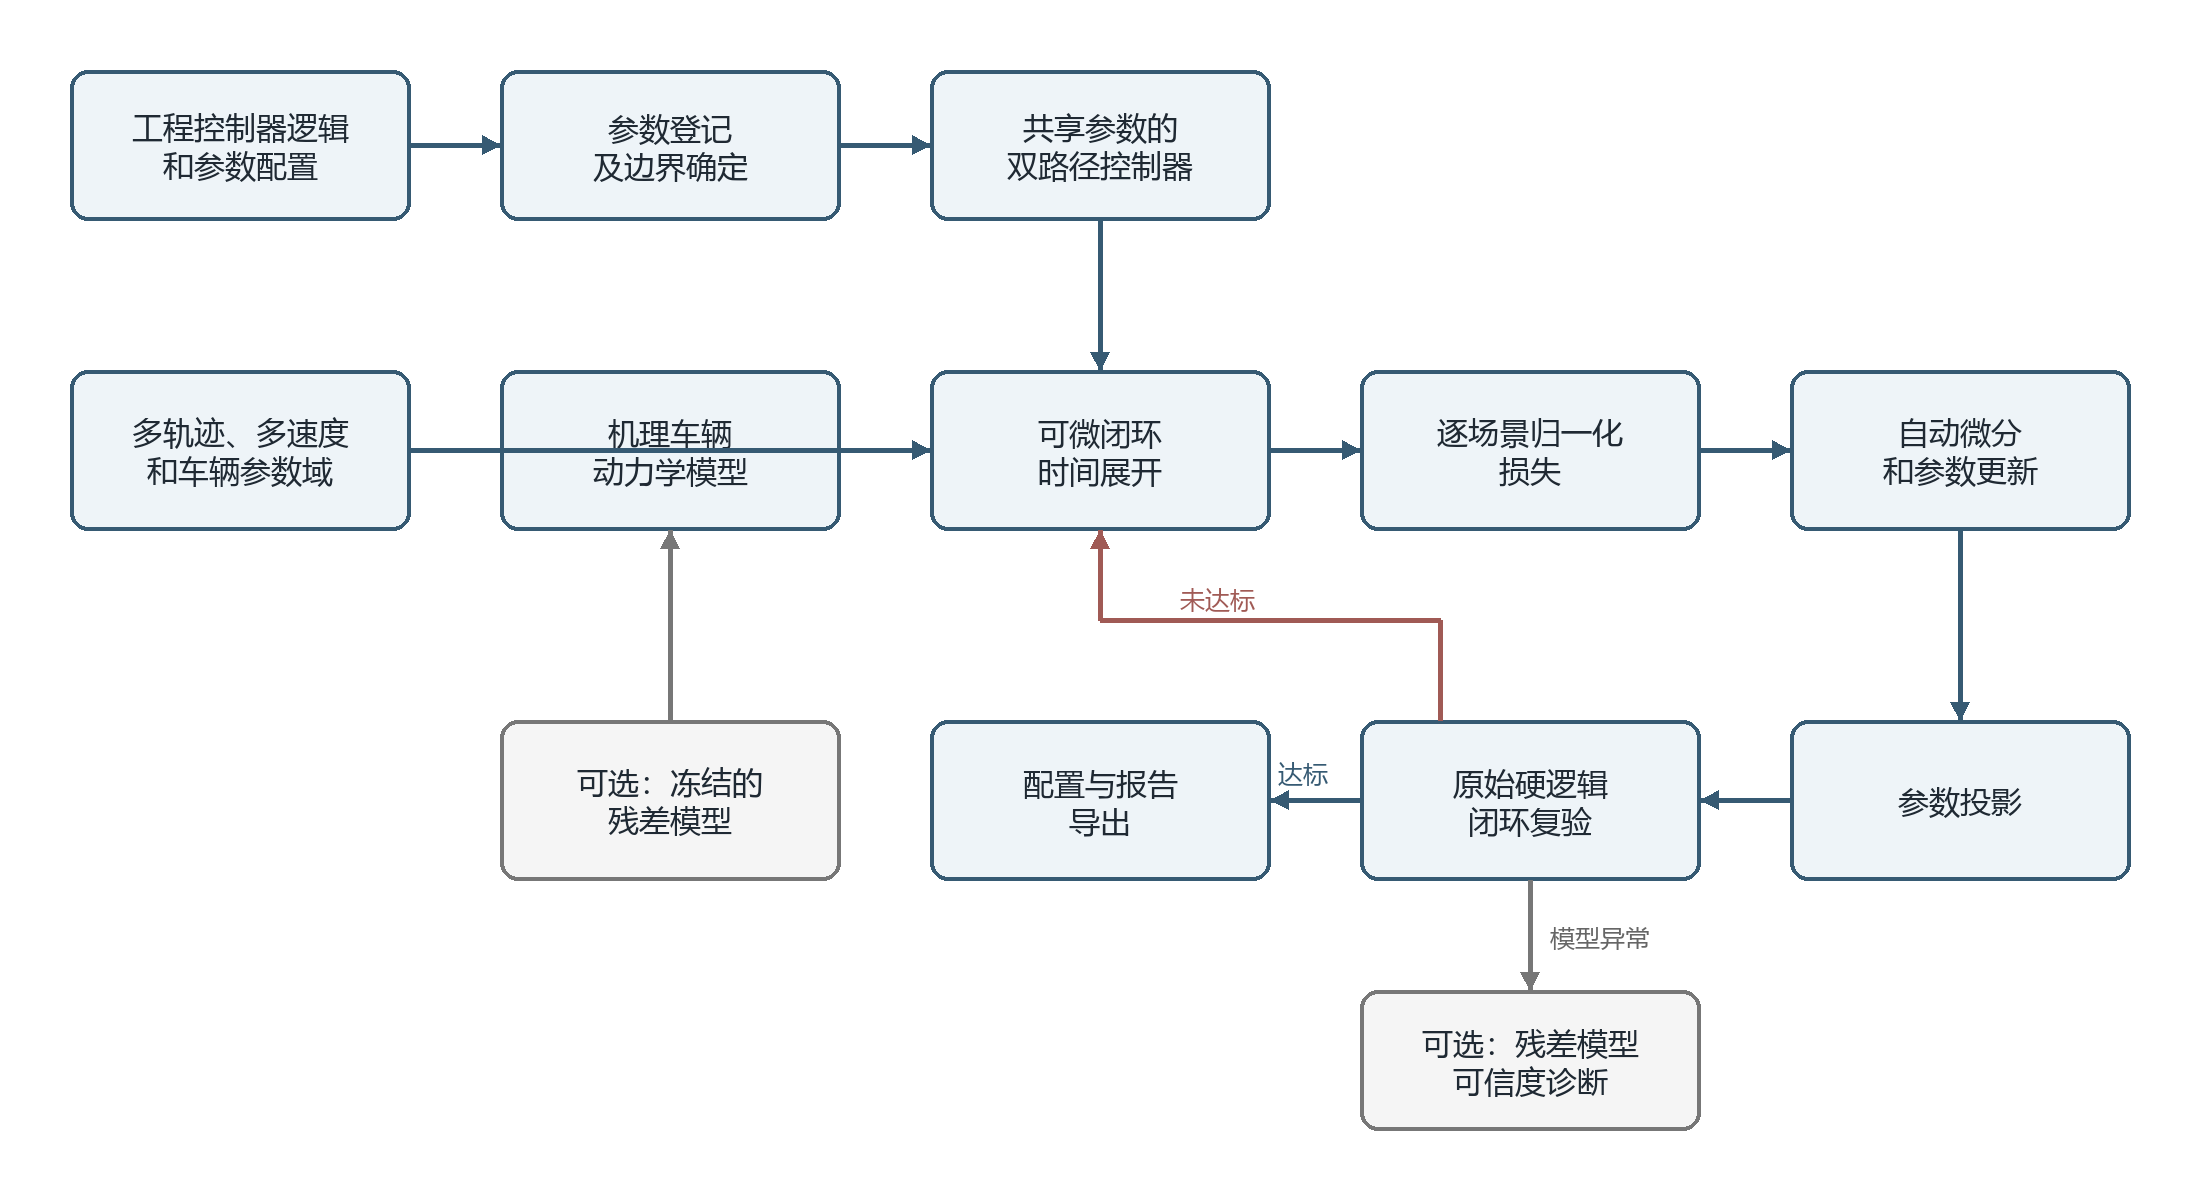 工程控制器逻辑
和参数配置
参数登记
及边界确定
共享参数的
双路径控制器
多轨迹、多速度
和车辆参数域
机理车辆
动力学模型
可微闭环
时间展开
逐场景归一化
损失
自动微分
和参数更新
未达标
可选：冻结的
残差模型
配置与报告
导出
达标
原始硬逻辑
闭环复验
参数投影
模型异常
可选：残差模型
可信度诊断